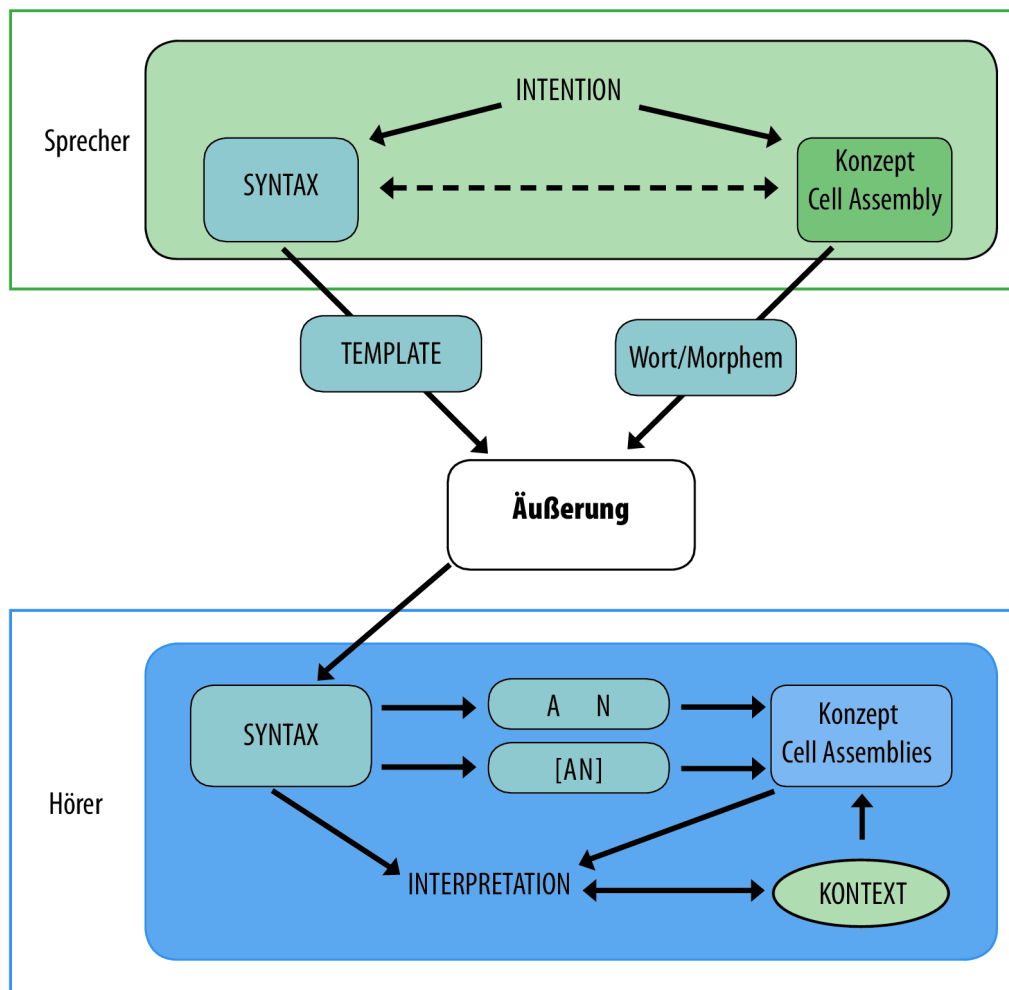 INTENTION
Sprecher
SYNTAX
Konzept
Cell Assembly
TEMPLATE
Wort/Morphem
Äußerung
SYNTAX
A N
[AN]
Konzept
Cell Assemblies
Hörer
INTERPRETATION
KONTEXT